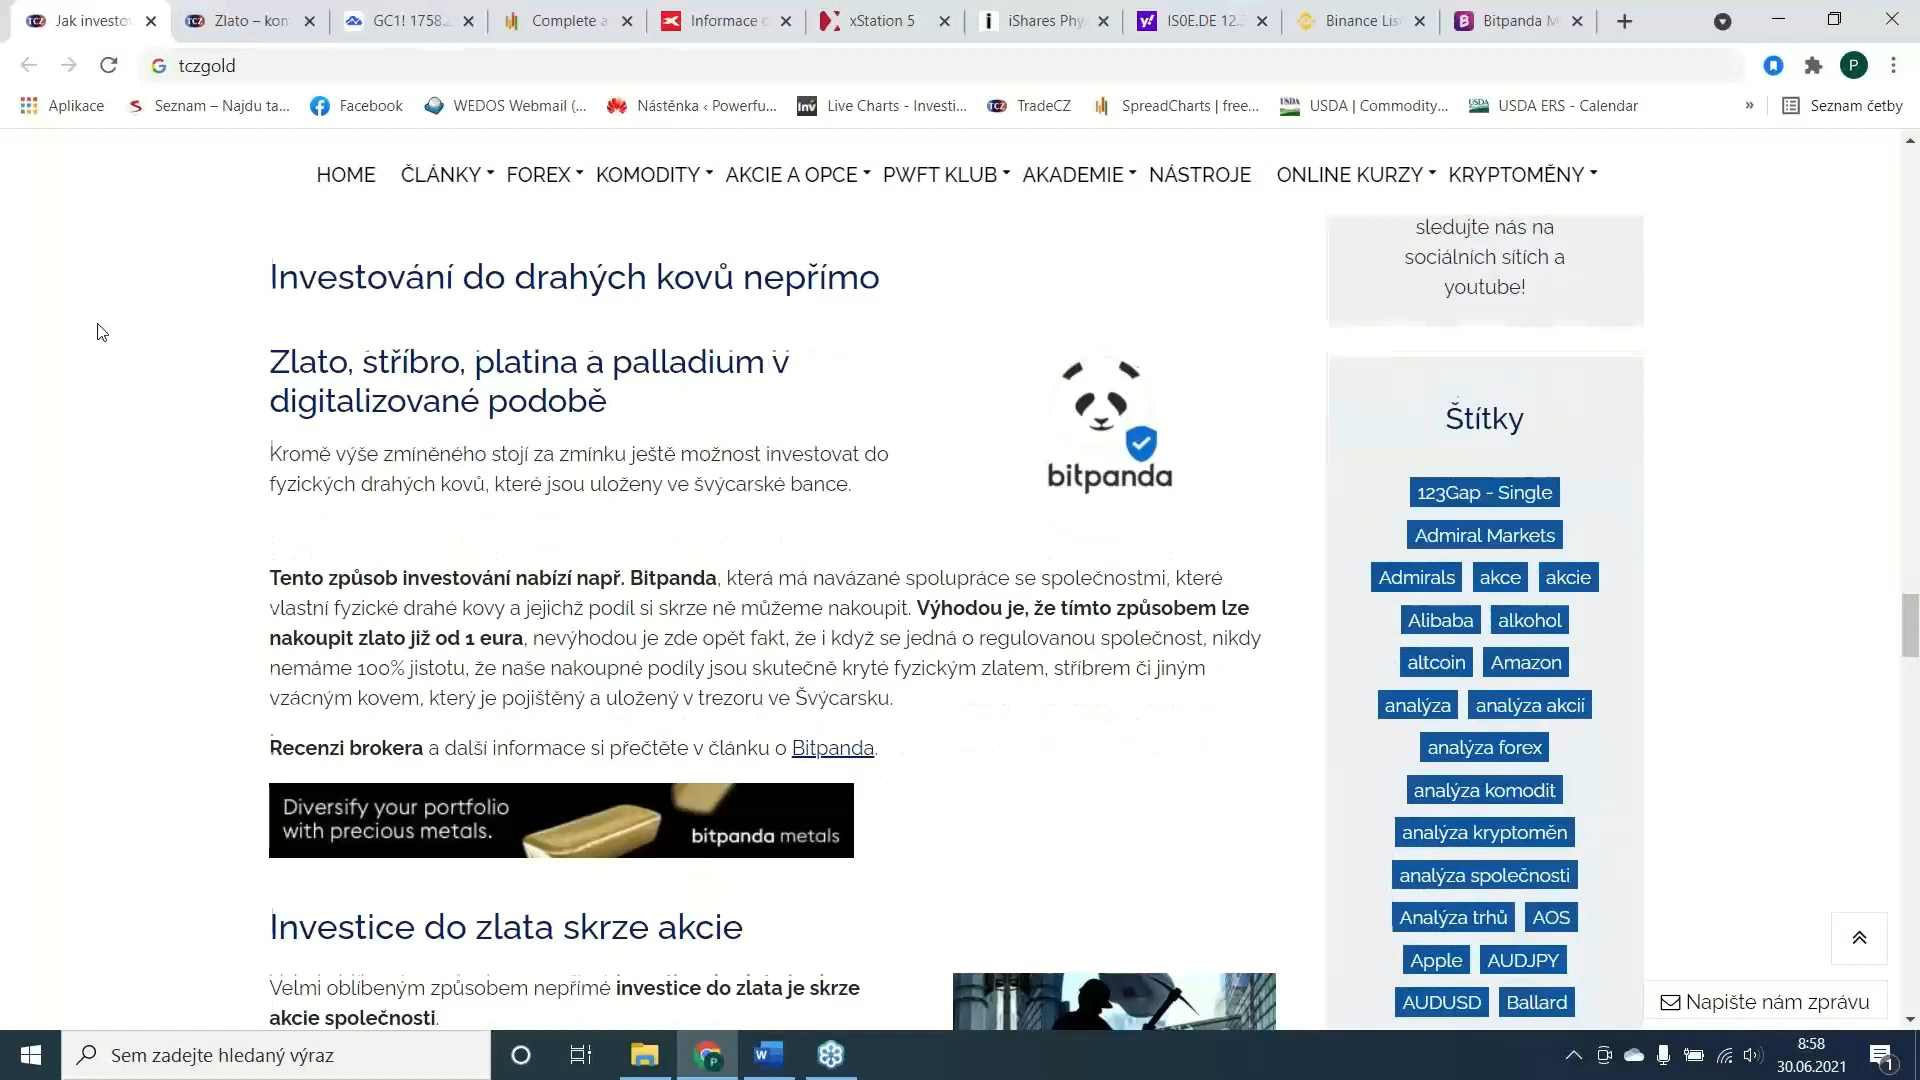 Jak investo
Zlato – kon
GC1! 1758.
Complete a
Informace
xStation 5
iShares Phy
IS0E.DE 12.
Binance Lis
Bitpanda M
tczgold
Aplikace
Seznam – Najdu ta...
Facebook
WEDOS Webmail (...
Nástěnka ‹ Powerfu...
Live Charts - Investi...
TradeCZ
SpreadCharts | free...
USDA | Commodity...
USDA ERS - Calendar
»
Seznam četby
HOME ČLÁNKY FOREX KOMODITY AKCIE A OPCE PWFT KLUB AKADEMIE NÁSTROJE ONLINE KURZY KRYPTOMĚNY
Investování do drahých kovů nepřímo
Zlato, stříbro, platina a palladium v
digitalizované podobě
Kromě výše zmíněného stojí za zmínku ještě možnost investovat do
fyzických drahých kovů, které jsou uloženy ve švýcarské bance.
bitpanda
Tento způsob investování nabízí např. Bitpanda, která má navázané spolupráce se společnostmi, které
vlastní fyzické drahé kovy a jejichž podíl si skrze ně můžeme nakoupit. Výhodou je, že tímto způsobem lze
nakoupit zlato již od 1 eura, nevýhodou je zde opět fakt, že i když se jedná o regulovanou společnost, nikdy
nemáme 100% jistotu, že naše nakoupné podíly jsou skutečně kryté fyzickým zlatem, stříbrem či jiným
vzácným kovem, který je pojištěný a uložený v trezoru ve Švýcarsku.
Recenzi brokera a další informace si přečtěte v článku o Bitpanda.
Diversify your portfolio
with precious metals.
bitpanda metals
Investice do zlata skrze akcie
Velmi oblíbeným způsobem nepřímé investice do zlata je skrze
akcie společnosti.
sledujte nás na
sociálních sítích a
youtube!
Štítky
123Gap - Single
Admiral Markets
Admirals akce akcie
Alibaba alkohol
altcoin Amazon
analýza analýza akcií
analýza forex
analýza komodit
analýza kryptoměn
analýza společnosti
Analýza trhů AOS
Apple AUDJPY
AUDUSD Ballard
Napište nám zprávu
Sem zadejte hledaný výraz
8:58
30.06.2021
1